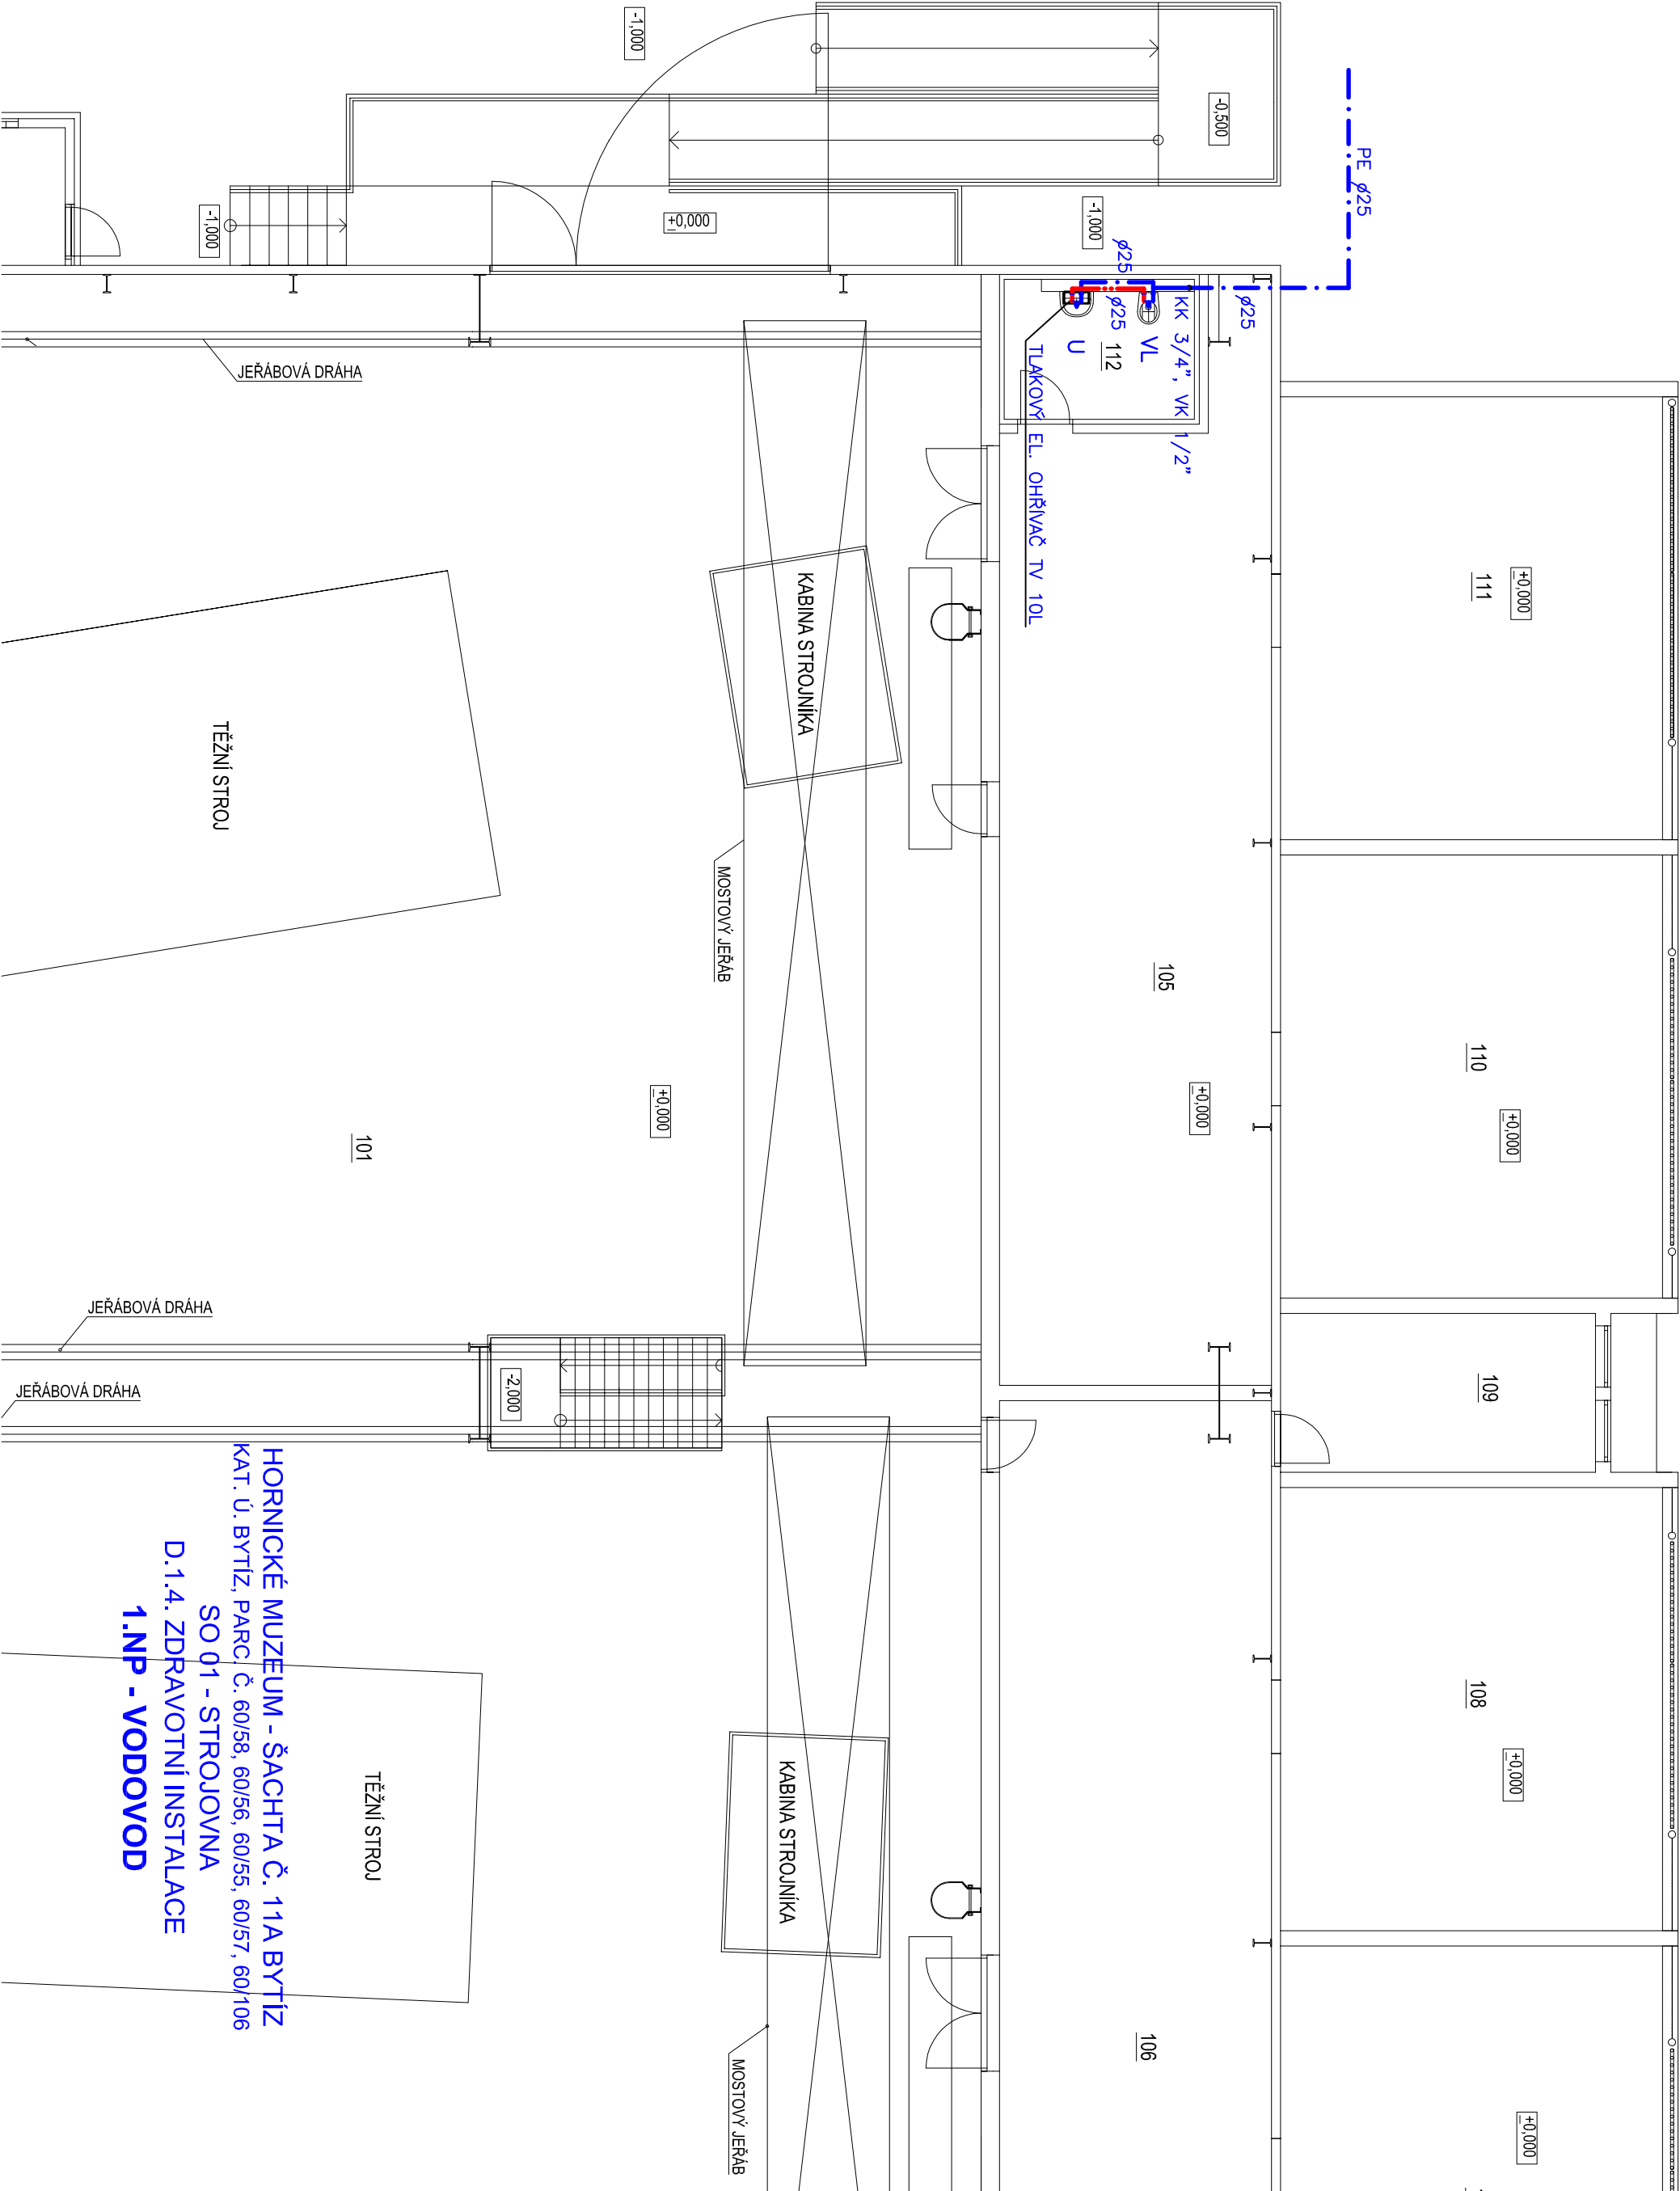 PE ø25
ø25
-0,500
-1,000
-1,000
ø25
ø25
KK 3/4", VK 1/2"
VL
112
U
TLAKOVÝ EL. OHŘÍVAČ TV 10L
+0,000
-1,000
JEŘÁBOVÁ DRÁHA
111
+0,000
KABINA STROJNÍKA
TĚŽNÍ STROJ
MOSTOVÝ JEŘÁB
105
+0,000
110
+0,000
+0,000
101
JEŘÁBOVÁ DRÁHA
JEŘÁBOVÁ DRÁHA
-2,000
109
HORNICKÉ MUZEUM - ŠACHTA Č. 11A BYTÍZ
KAT. Ú. BYTÍZ, PARC. Č. 60/58, 60/56, 60/55, 60/57, 60/106
SO 01 - STROJOVNA
D.1.4. ZDRAVOTNÍ INSTALACE
1.NP - VODOVOD
108
+0,000
KABINA STROJNÍKA
TĚŽNÍ STROJ
106
MOSTOVÝ JEŘÁB
+0,000